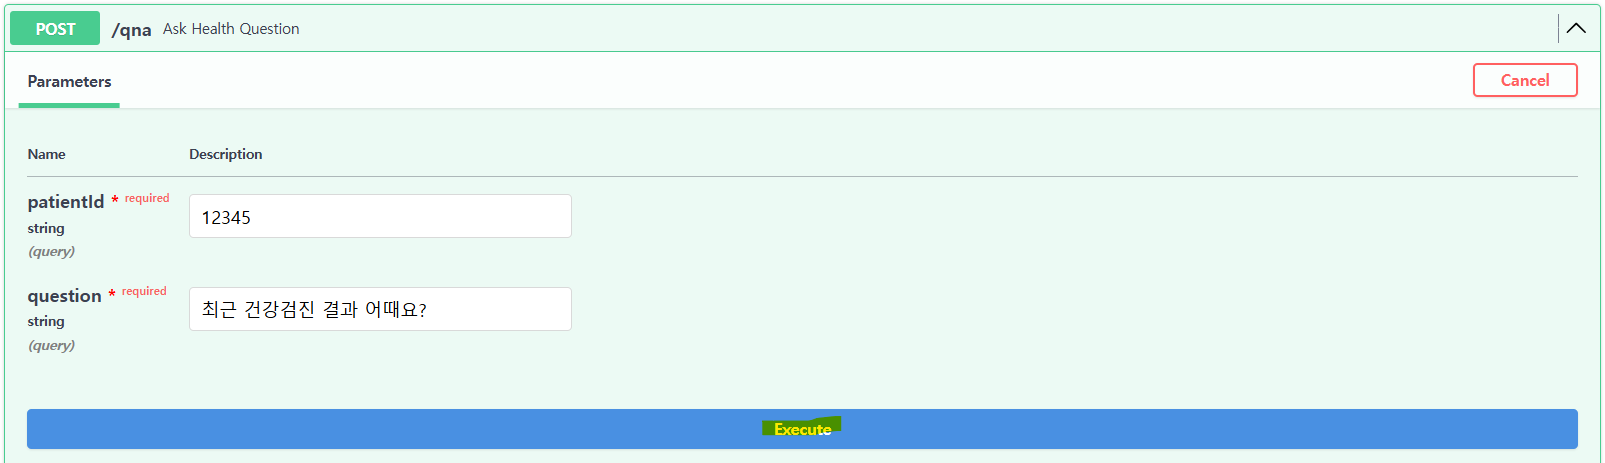 POST /qna Ask Health Question
Parameters
Cancel
Name Description
patientId * required
string
(query)
12345
question * required
string
(query)
최근 건강검진 결과 어때요?
Execute